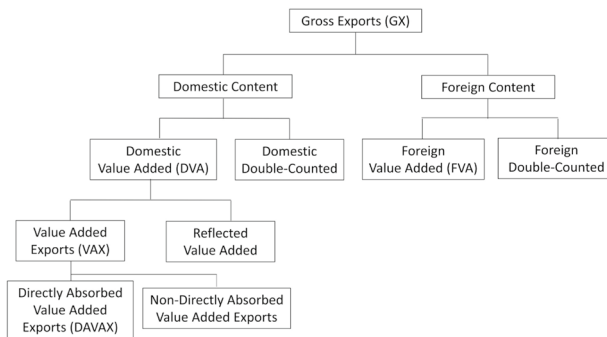 Gross Exports (GX)
Domestic Content
Foreign Content
Domestic
Value Added (DVA)
Domestic
Double-Counted
Foreign
Value Added (FVA)
Foreign
Double-Counted
Value Added
Exports (VAX)
Reflected
Value Added
Directly Absorbed
Value Added
Exports (DAVAX)
Non-Directly Absorbed
Value Added Exports